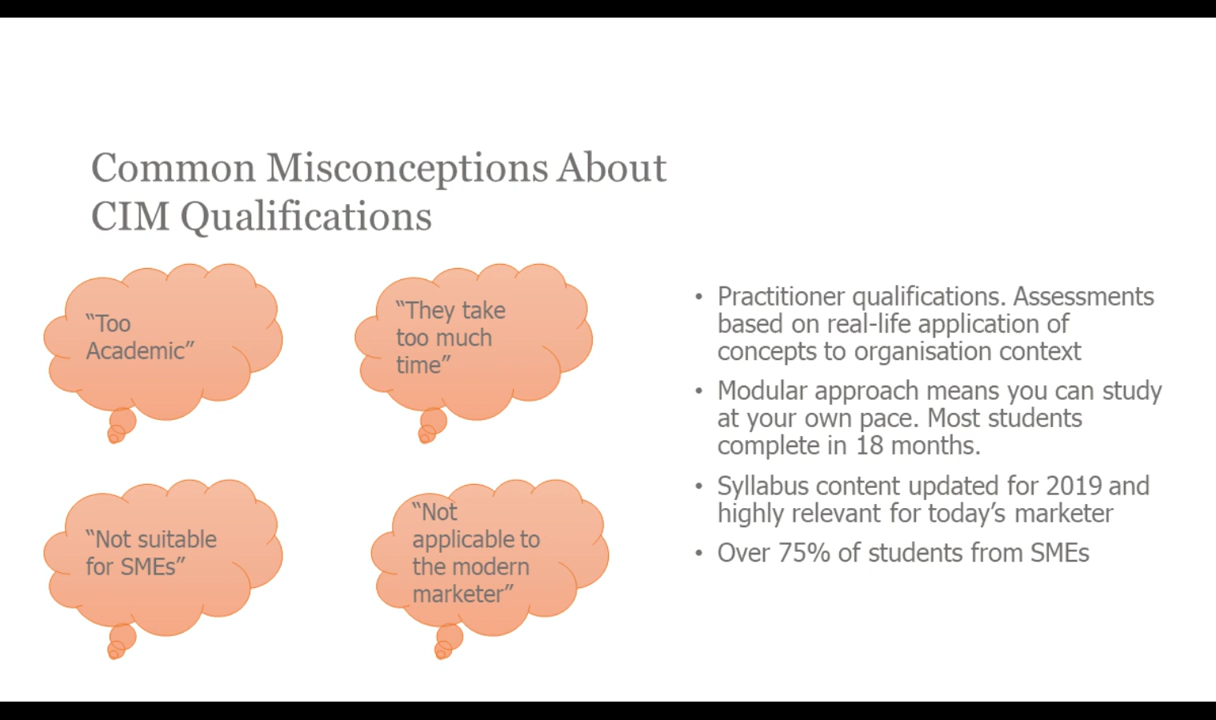 Common Misconceptions About
CIM Qualifications
“Too
Academic”
“They take
too much
time”
“Not suitable
for SMEs”
“Not
applicable to
the modern
marketer”
• Practitioner qualifications. Assessments
based on real-life application of
concepts to organisation context
• Modular approach means you can study
at your own pace. Most students
complete in 18 months.
• Syllabus content updated for 2019 and
highly relevant for today’s marketer
• Over 75% of students from SMEs